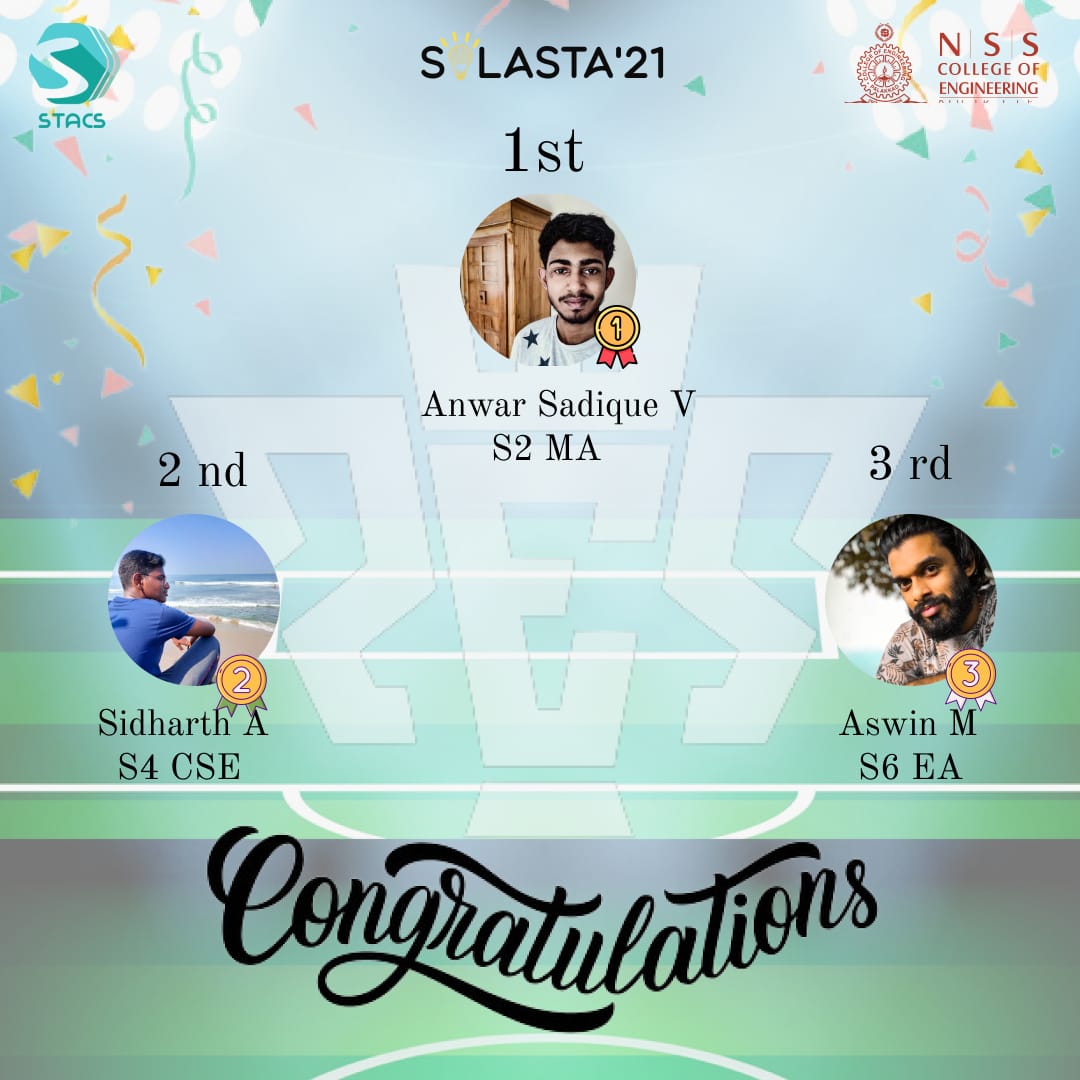 STACS
SOLASTA'21
N|S|S
COLLEGE OF
ENGINEERING
1st
1
Anwar Sadique V
S2 MA
2 nd
2
Sidharth A
S4 CSE
3 rd
3
Aswin M
S6 EA
Congratulations